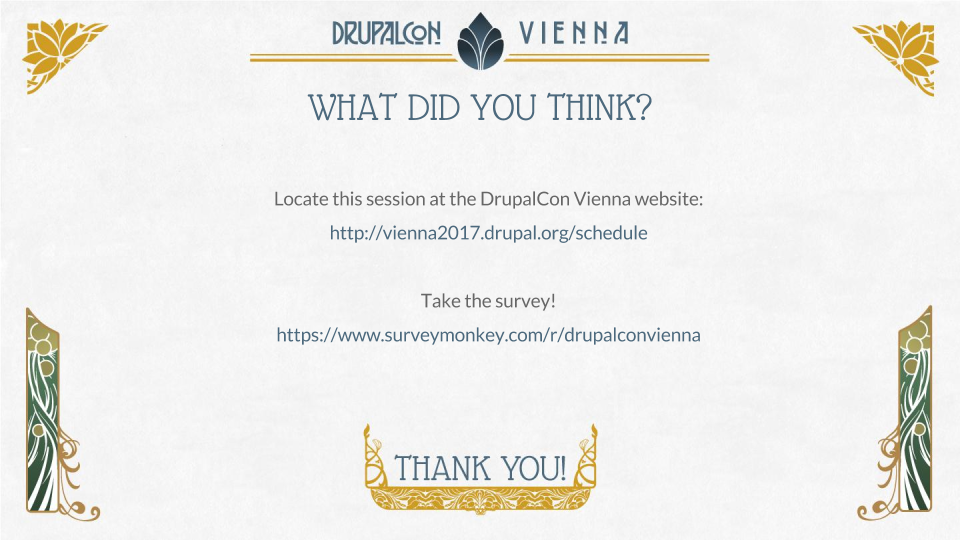 DRUPALCON VIENNA
WHAT DID YOU THINK?
Locate this session at the DrupalCon Vienna website:
http://vienna2017.drupal.org/schedule
Take the survey!
https://www.surveymonkey.com/r/drupalconvienna
THANK YOU!